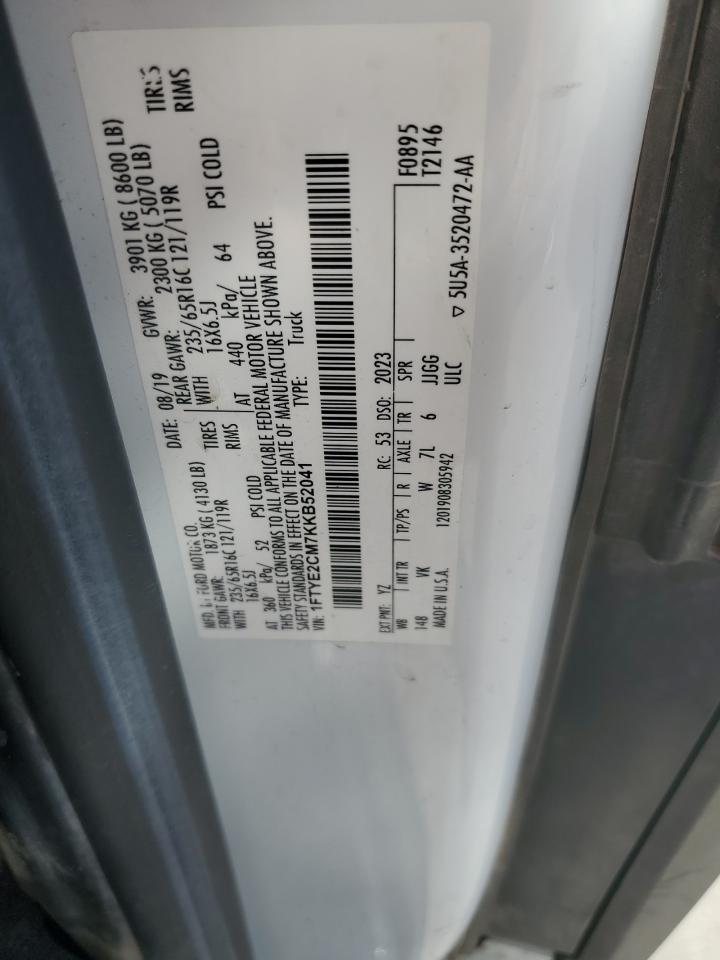 MFD. BY FORD MOTOR CO. DATE: 08/19 GVWR: 3901 KG ( 8600 LB)
FRONT GAWR: 1873 KG ( 4130 LB) REAR GAWR: 2300 KG ( 5070 LB)
WITH 235/65R16C 121/119R TIRES WITH 235/65R16C 121/119R TIRES
16X6.5J RIMS 16X6.5J RIMS
AT 360 kPa/ 52 PSI COLD AT 440 kPa/ 64 PSI COLD
THIS VEHICLE CONFORMS TO ALL APPLICABLE FEDERAL MOTOR VEHICLE
SAFETY STANDARDS IN EFFECT ON THE DATE OF MANUFACTURE SHOWN ABOVE.
VIN: 1FTYE2CM7KKB52041 TYPE: Truck
EXT PNT: YZ RC: 53 DSO: 2023 F0895
WB INT TR TP/PS R AXLE TR SPR T2146
148 VK W 7L 6 JJGG
MADE IN U.S.A. 1201908305942 ULC ▽ 5U5A-3520472-AA